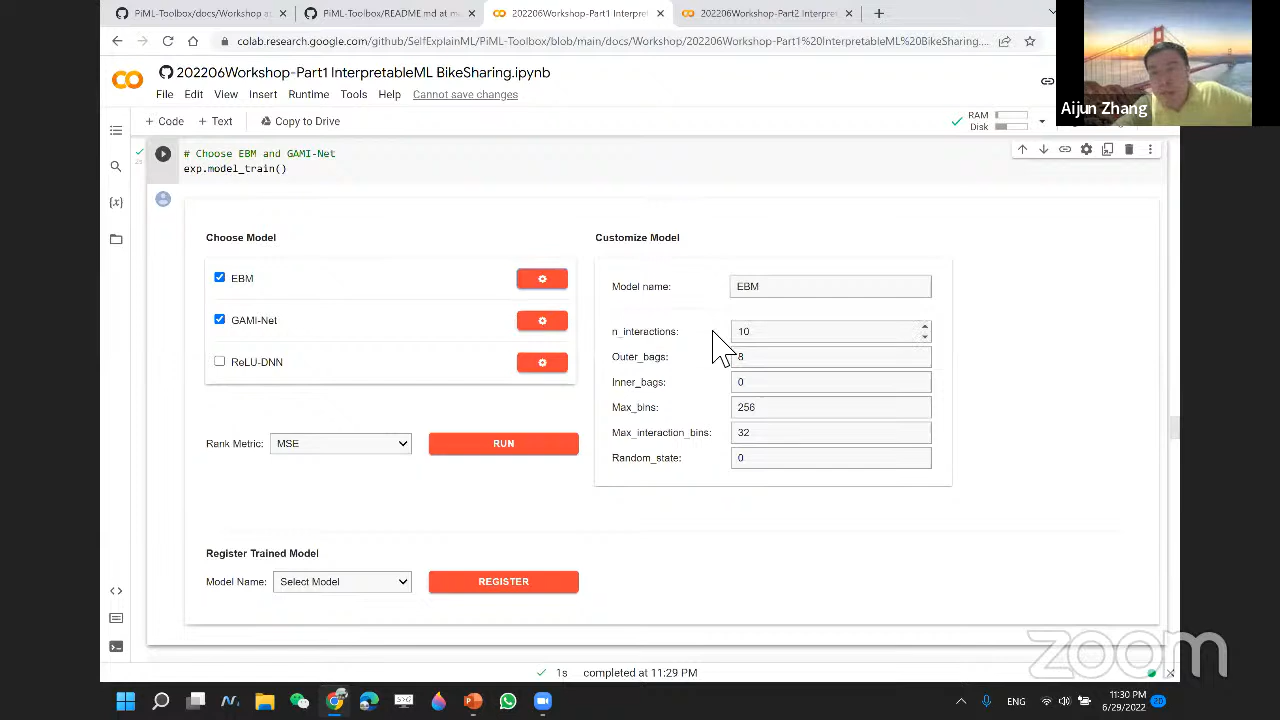 PiML-Toolbox/docs/Workshop at
PiML-Toolbox/README.md at m
202206Workshop-Part1 Interpret
202206Workshop-Part2 Interpret
colab.research.google.com/github/SelfExplainML/PiML-Toolbox/blob/main/docs/Workshop/202206Workshop-Part1%20InterpretableML%20BikeSharing....
202206Workshop-Part1 InterpretableML BikeSharing.ipynb
File Edit View Insert Runtime Tools Help Cannot save changes
+ Code + Text Copy to Drive
RAM
Disk
Aijun Zhang
# Choose EBM and GAMI-Net
exp.model_train()
1s
Choose Model
Customize Model
EBM
Model name: EBM
GAMI-Net
n_interactions: 10
Outer_bags: 8
ReLU-DNN
Inner_bags: 0
Max_bins: 256
Max_interaction_bins: 32
Rank Metric: MSE RUN
Random_state: 0
Register Trained Model
Model Name: Select Model REGISTER
zoom
1s completed at 11:29 PM
ENG
11:30 PM
6/29/2022
20